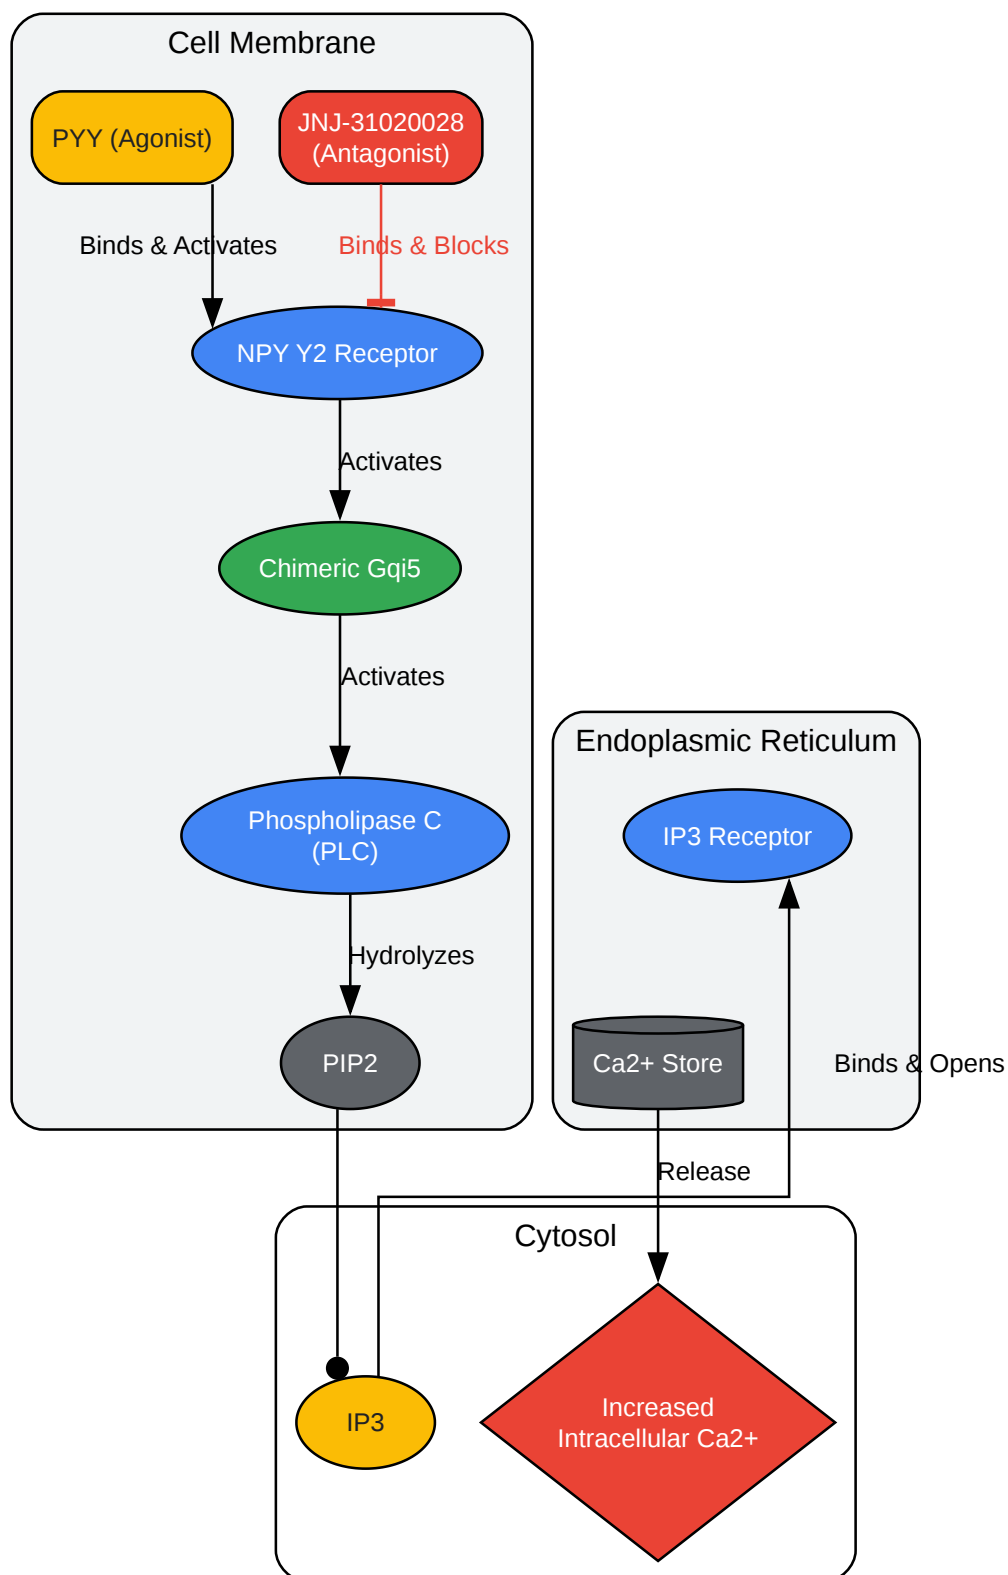 Cell Membrane
PYY (Agonist)
JNJ-31020028
(Antagonist)
Binds & Activates
Binds & Blocks
NPY Y2 Receptor
Activates
Chimeric Gqi5
Activates
Endoplasmic Reticulum
Phospholipase C
(PLC)
IP3 Receptor
Hydrolyzes
PIP2
Ca2+ Store
Binds & Opens
Release
Cytosol
IP3
Increased
Intracellular Ca2+